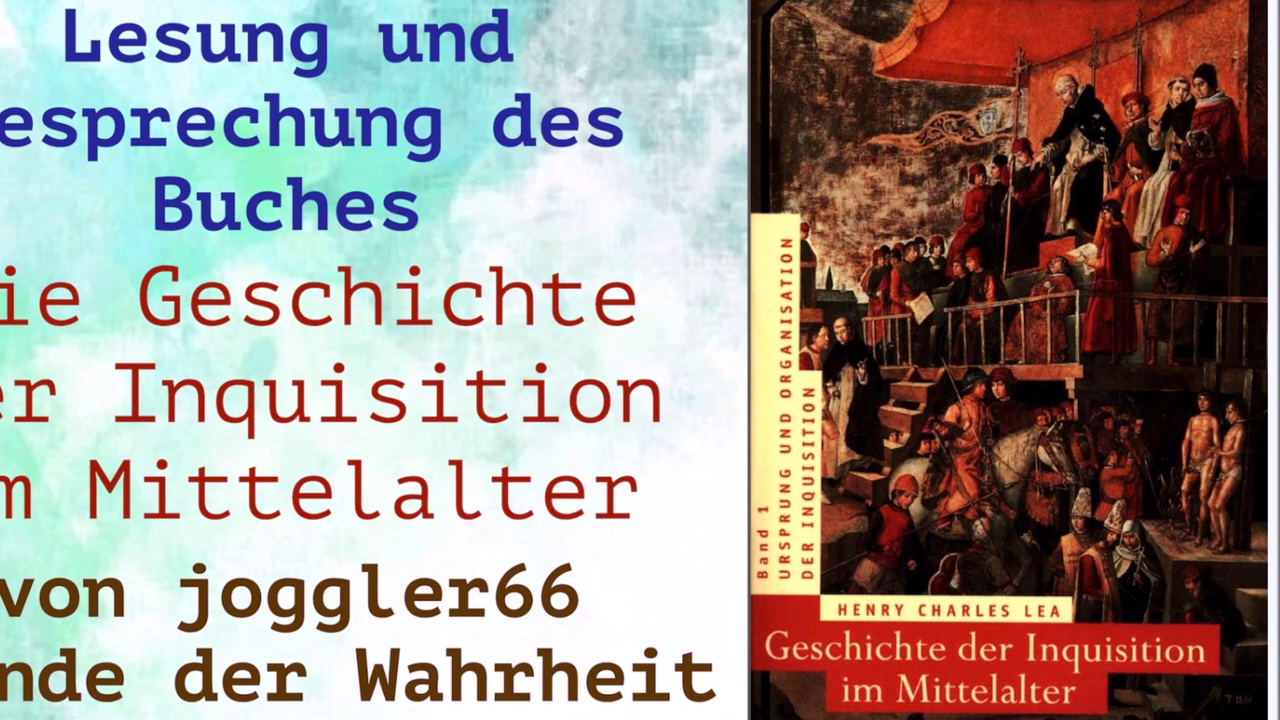 Lesung und
esprechung des
Buches
ie Geschichte
er Inquisition
m Mittelalter
von joggler66
nde der Wahrheit
Band 1
URSPRUNG UND ORGANISATION
DER INQUISITION
HENRY CHARLES LEA
Geschichte der Inquisition
im Mittelalter